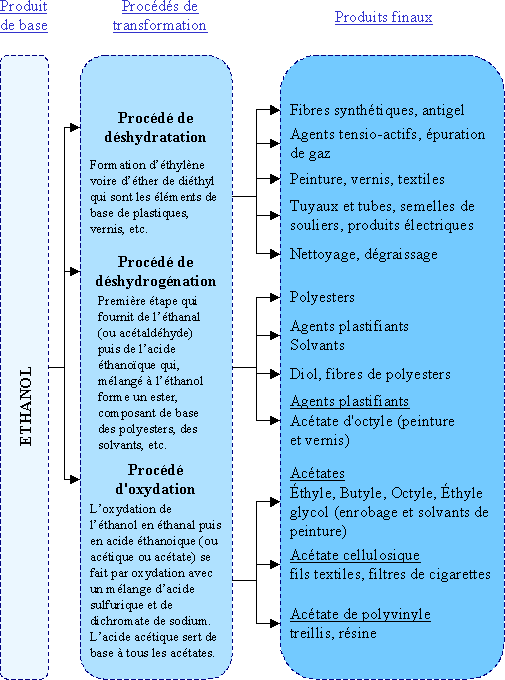 Produit
de base
Procédés de
transformation
Produits finaux
ETHANOL
Procédé de
déshydratation
Formation d'éthylène
voire d'éther de diéthyl
qui sont les éléments de
base de plastiques,
vernis, etc.
Procédé de
déshydrogénation
Première étape qui
fournit de l'éthanal
(ou acétaldéhyde)
puis de l'acide
éthanoïque qui,
mélangé à l'éthanol
forme un ester,
composant de base
des polyesters, des
solvants, etc.
Procédé
d'oxydation
L'oxydation de
l'éthanol en éthanal puis
en acide éthanoique (ou
acétique ou acétate) se
fait par oxydation avec
un mélange d'acide
sulfurique et de
dichromate de sodium.
L'acide acétique sert de
base à tous les acétates.
Fibres synthétiques, antigel
Agents tensio-actifs, épuration
de gaz
Peinture, vernis, textiles
Tuyaux et tubes, semelles de
souliers, produits électriques
Nettoyage, dégraissage
Polyesters
Agents plastifiants
Solvants
Diol, fibres de polyesters
Agents plastifiants
Acétate d'octyle (peinture
et vernis)
Acétates
Éthyle, Butyle, Octyle, Éthyle
glycol (enrobage et solvants de
peinture)
Acétate cellulosique
fils textiles, filtres de cigarettes
Acétate de polyvinyle
treillis, résine